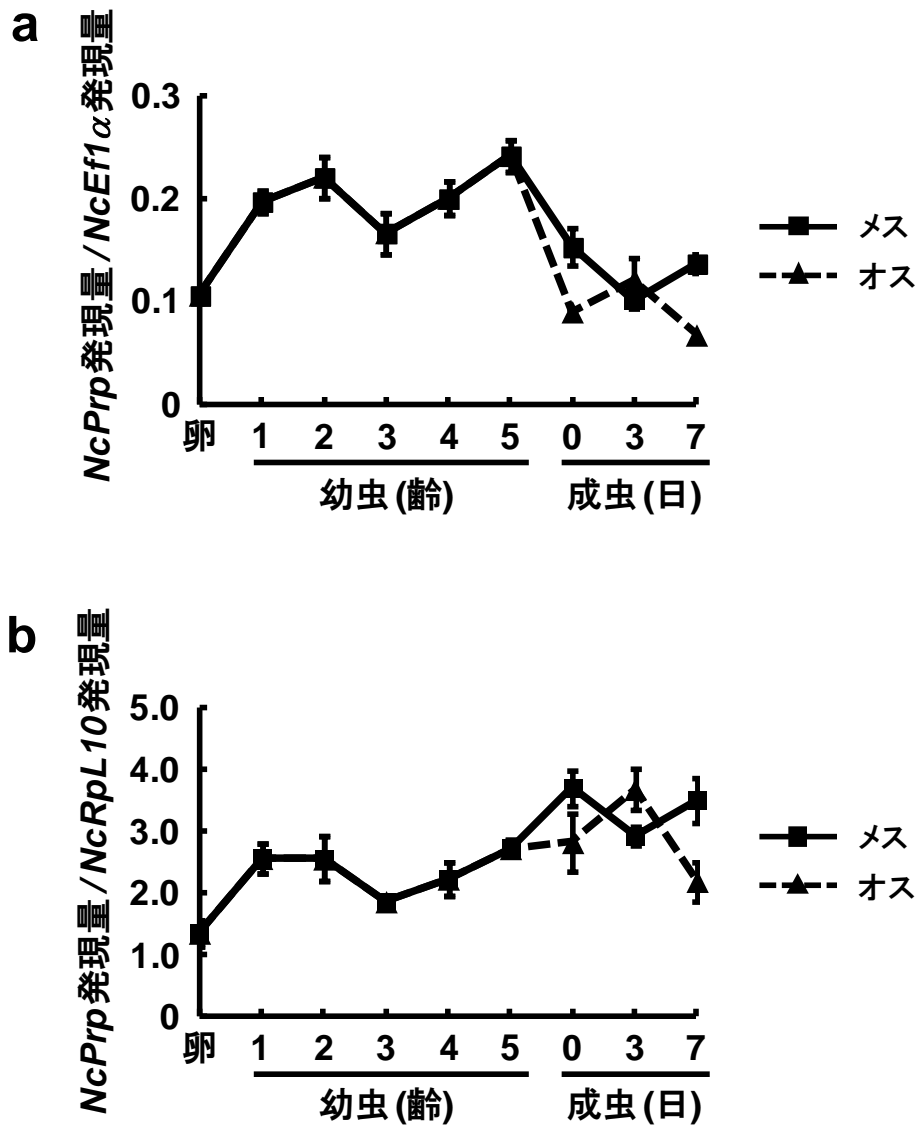 a
NcPrp発現量 / NcEf1α発現量
0.3
0.2
0.1
0
卵 1 2 3 4 5 0 3 7
幼虫 (齢) 成虫 (日)
メス
オス
b
NcPrp発現量 / NcRpL10発現量
5.0
4.0
3.0
2.0
1.0
0
卵 1 2 3 4 5 0 3 7
幼虫 (齢) 成虫 (日)
メス
オス